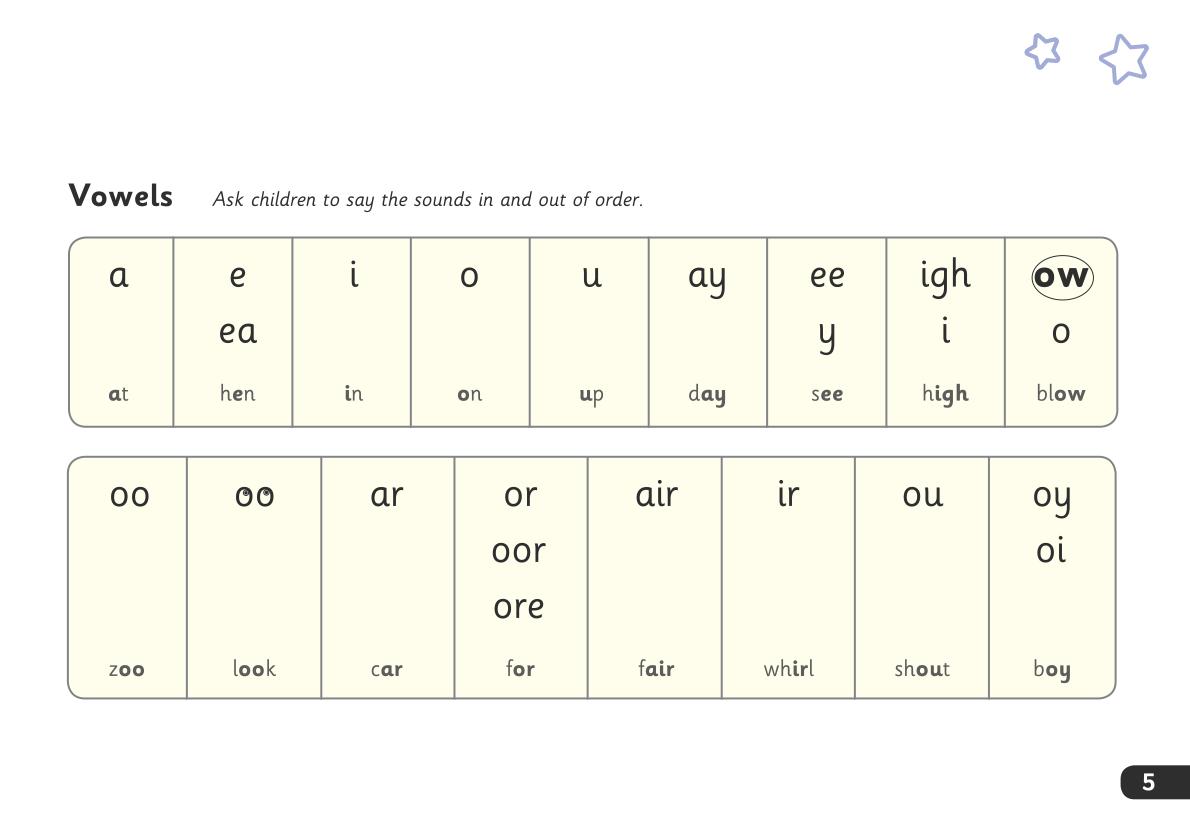 Vowels Ask children to say the sounds in and out of order.
a e i o u ay ee igh ow
ea y i o
at hen in on up day see high blow
oo oo ar or air ir ou oy
oor oi
ore
zoo look car for fair whirl shout boy
5